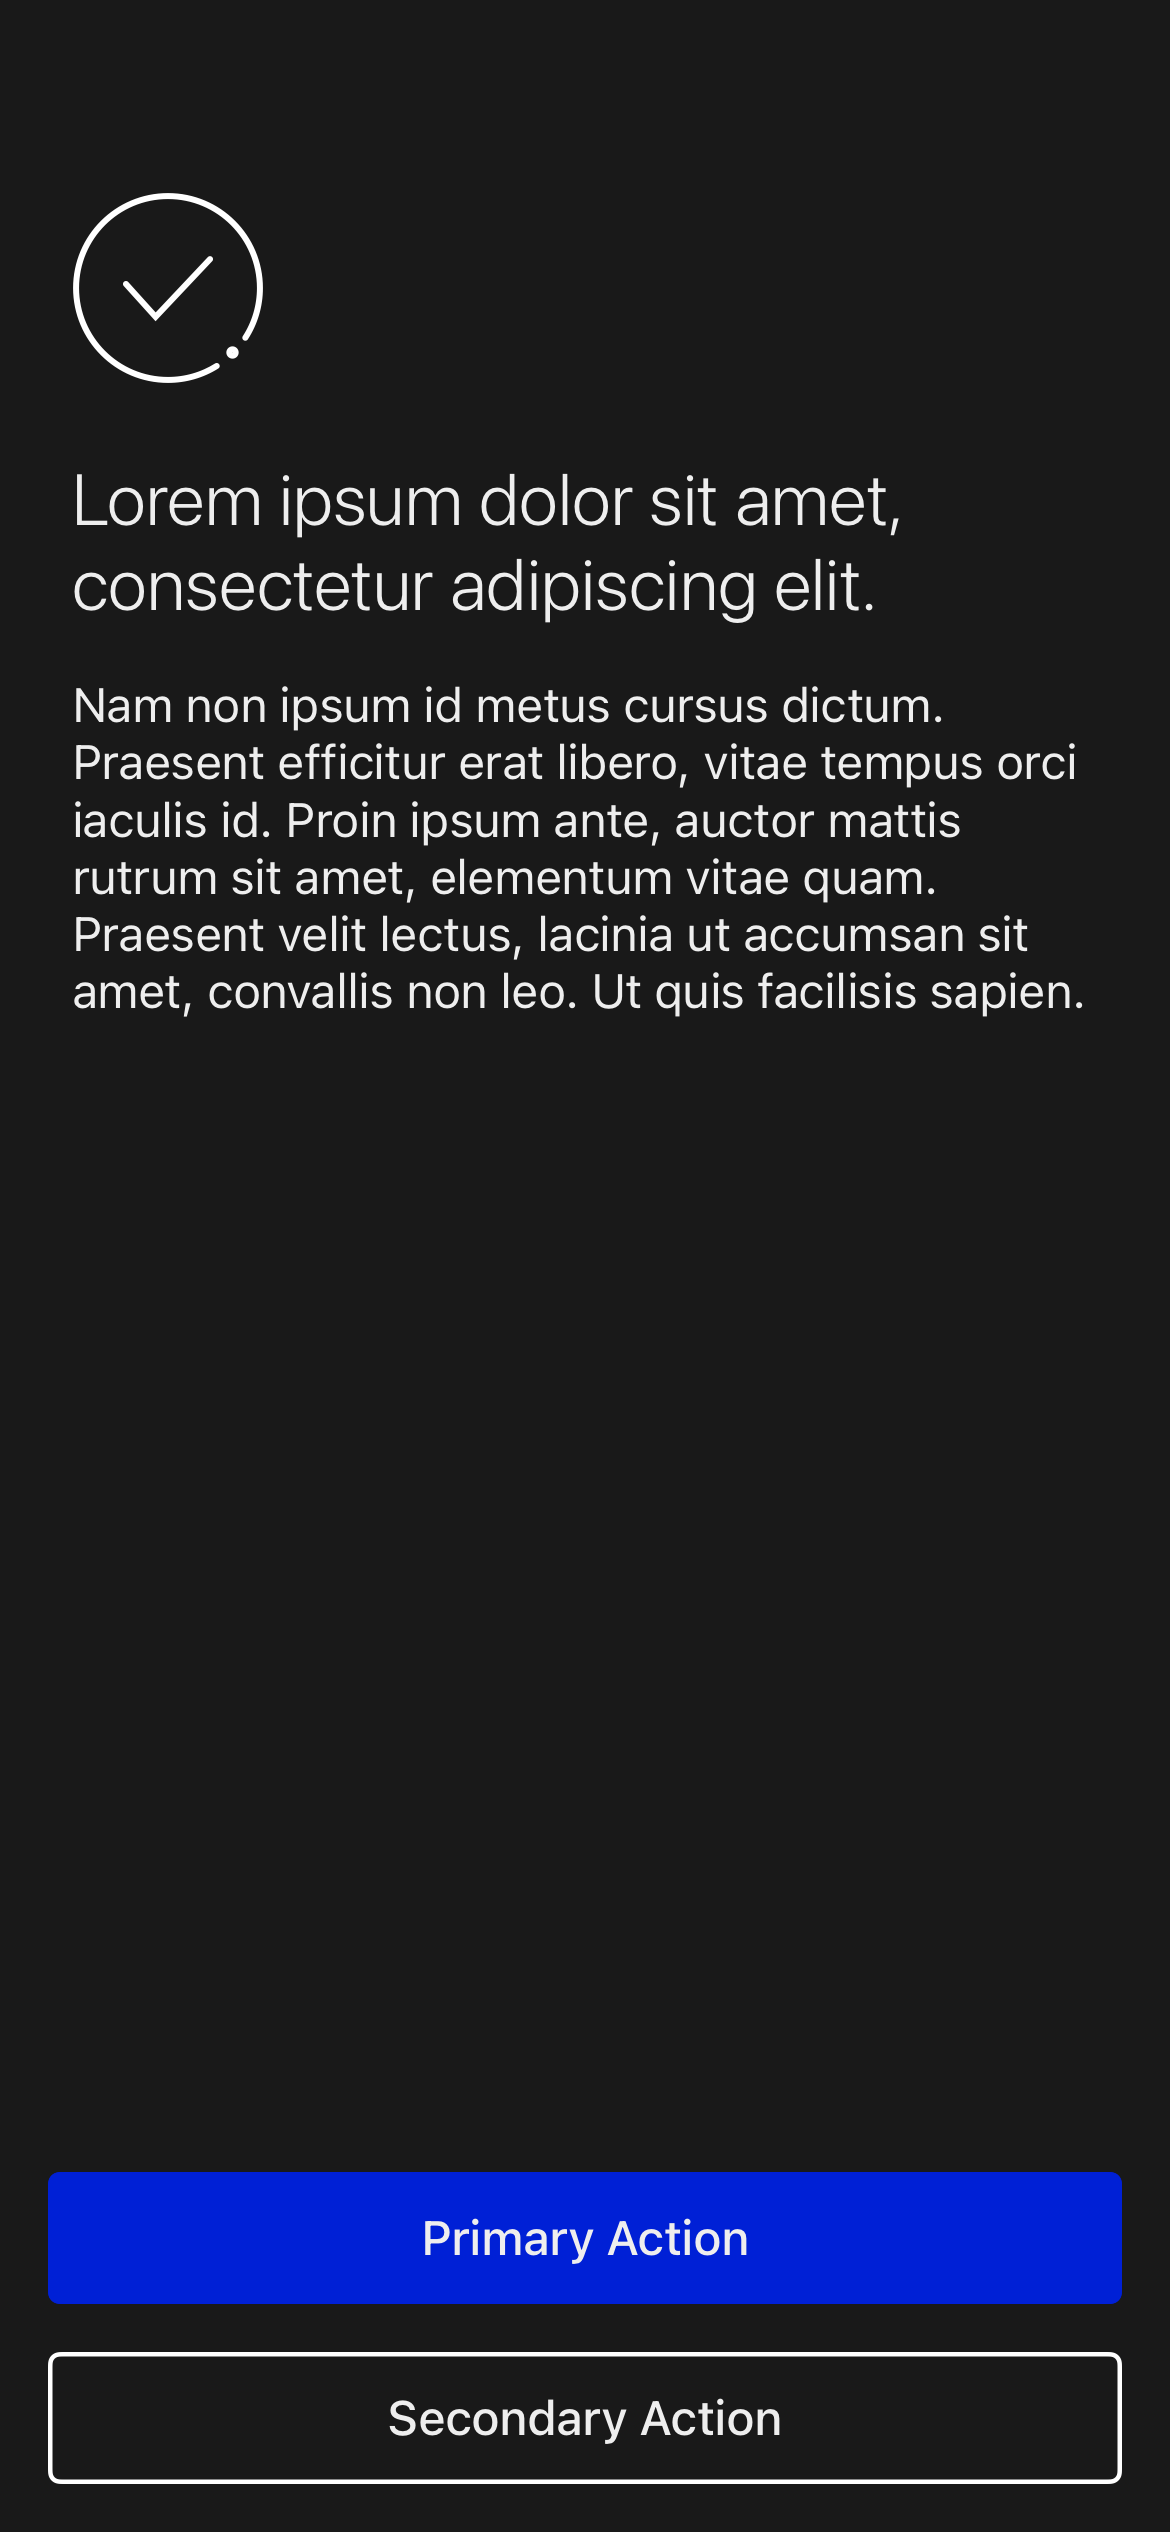 Lorem ipsum dolor sit amet,
consectetur adipiscing elit.
Nam non ipsum id metus cursus dictum.
Praesent efficitur erat libero, vitae tempus orci
iaculis id. Proin ipsum ante, auctor mattis
rutrum sit amet, elementum vitae quam.
Praesent velit lectus, lacinia ut accumsan sit
amet, convallis non leo. Ut quis facilisis sapien.
Primary Action
Secondary Action